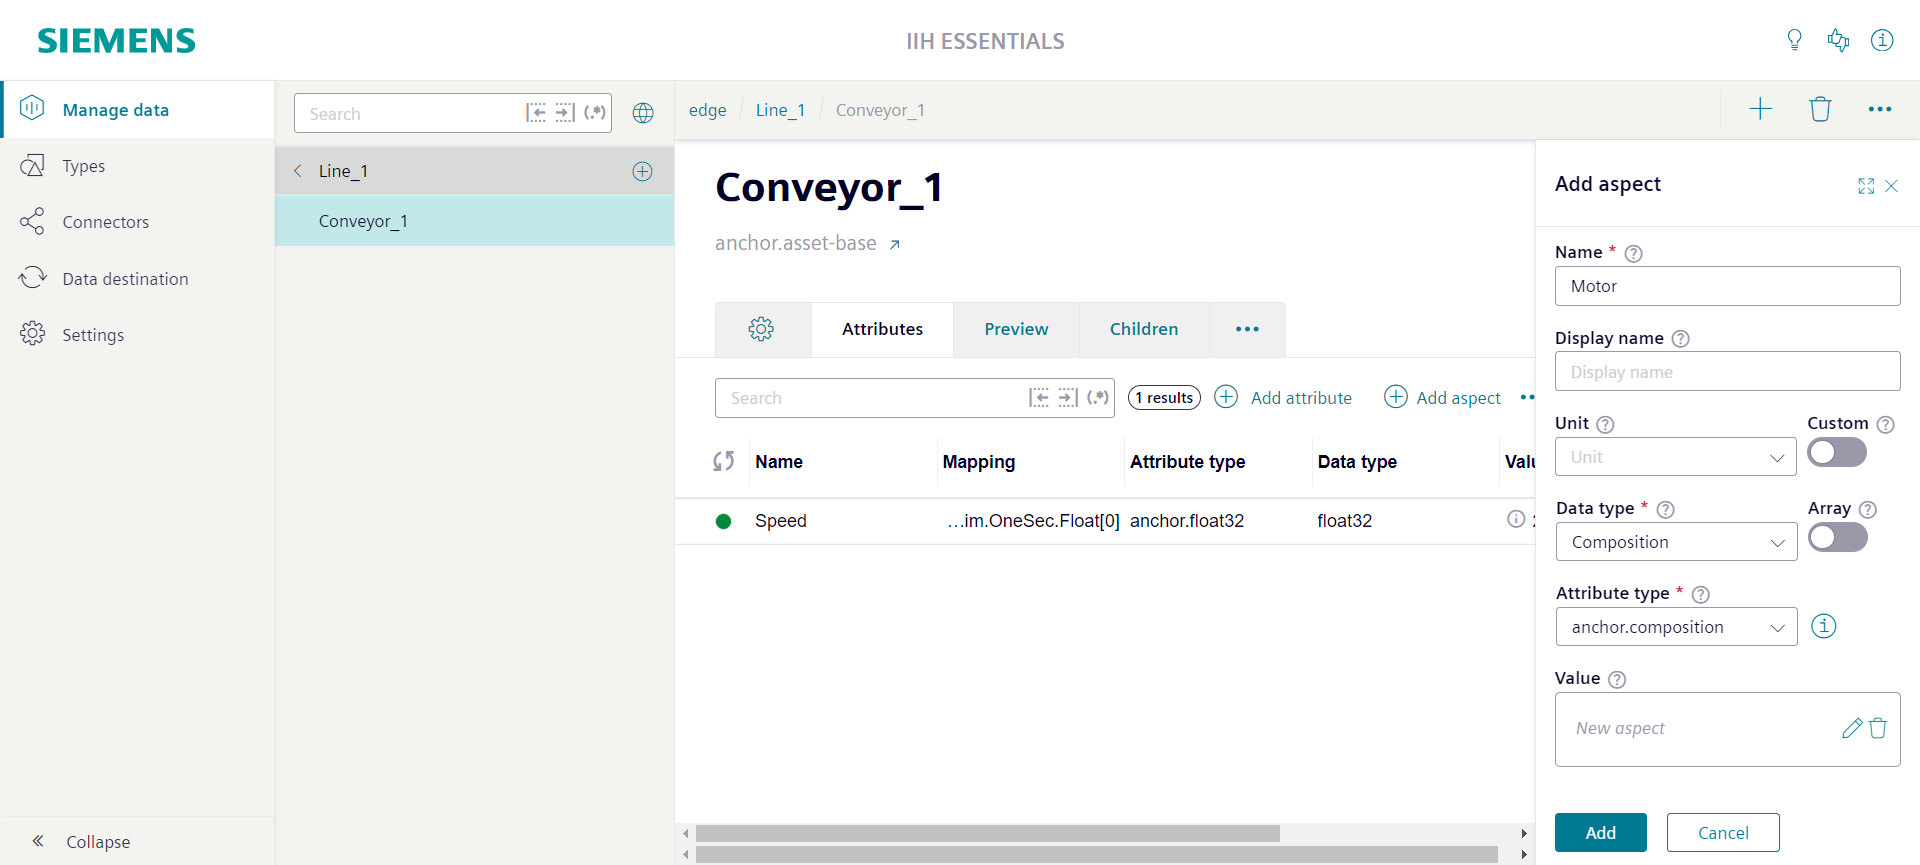 SIEMENS
IIH ESSENTIALS
Manage data
Types
Connectors
Data destination
Settings
Collapse
Search
(.*)
Line_1
Conveyor_1
edge
Line_1
Conveyor_1
Conveyor_1
anchor.asset-base
Attributes
Preview
Children
Search
(.*)
1 results
Add attribute
Add aspect
Name
Mapping
Attribute type
Data type
Speed
…im.OneSec.Float[0]
anchor.float32
float32
Add aspect
Name *
Motor
Display name
Display name
Unit
Custom
Unit
Data type *
Array
Composition
Attribute type *
anchor.composition
Value
New aspect
Add
Cancel